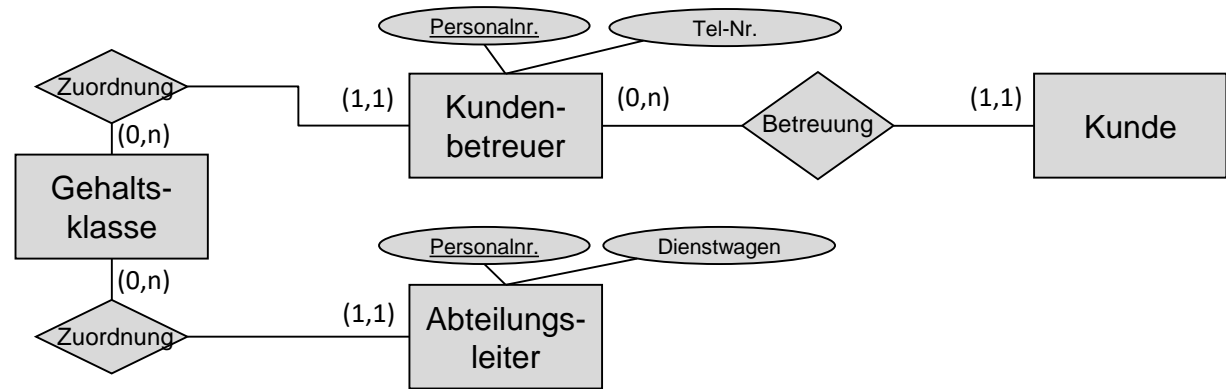 Personalnr.
Tel-Nr.
Zuordnung
(1,1)
Kunden-
betreuer
(0,n)
Betreuung
(1,1)
Kunde
(0,n)
Gehalts-
klasse
(0,n)
Personalnr.
Dienstwagen
Zuordnung
(1,1)
Abteilungs-
leiter